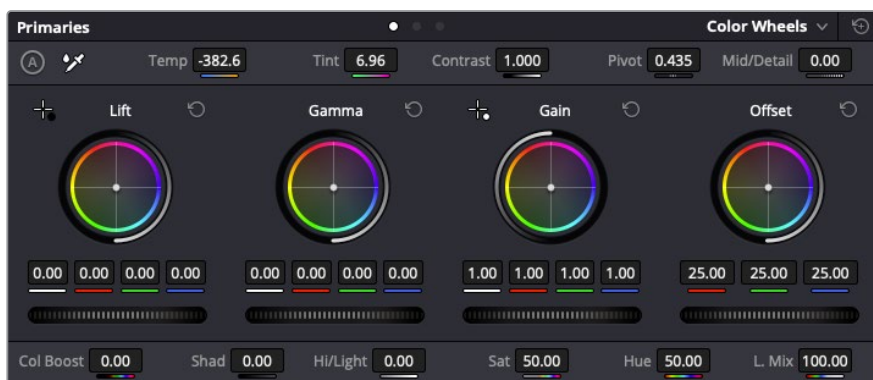 Primaries Color Wheels
A Temp -382.6 Tint 6.96 Contrast 1.000 Pivot 0.435 Mid/Detail 0.00
Lift Gamma Gain Offset
0.00 0.00 0.00 0.00 0.00 0.00 0.00 0.00 1.00 1.00 1.00 1.00 25.00 25.00 25.00
Col Boost 0.00 Shad 0.00 Hi/Light 0.00 Sat 50.00 Hue 50.00 L. Mix 100.00